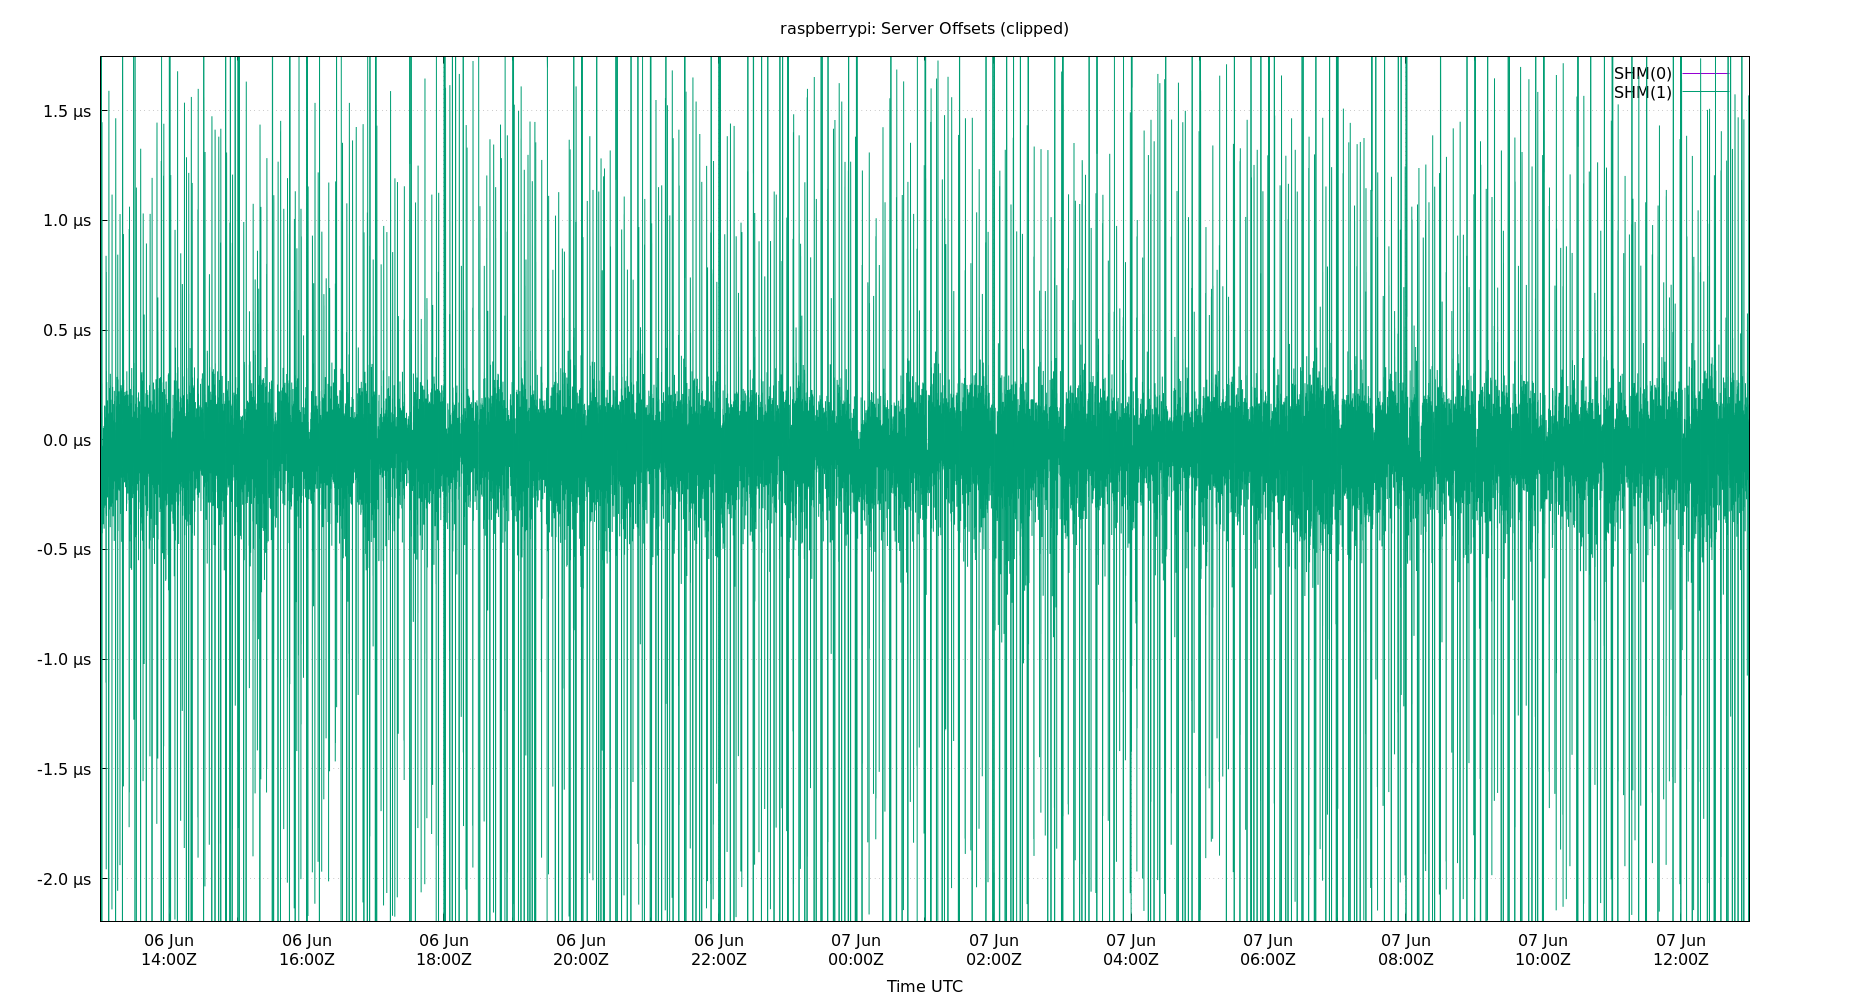 raspberrypi: Server Offsets (clipped)
SHM(0)
SHM(1)
1.5 µs
1.0 µs
0.5 µs
0.0 µs
-0.5 µs
-1.0 µs
-1.5 µs
-2.0 µs
06 Jun 06 Jun 06 Jun 06 Jun 06 Jun 07 Jun 07 Jun 07 Jun 07 Jun 07 Jun 07 Jun 07 Jun
14:00Z 16:00Z 18:00Z 20:00Z 22:00Z 00:00Z 02:00Z 04:00Z 06:00Z 08:00Z 10:00Z 12:00Z
Time UTC